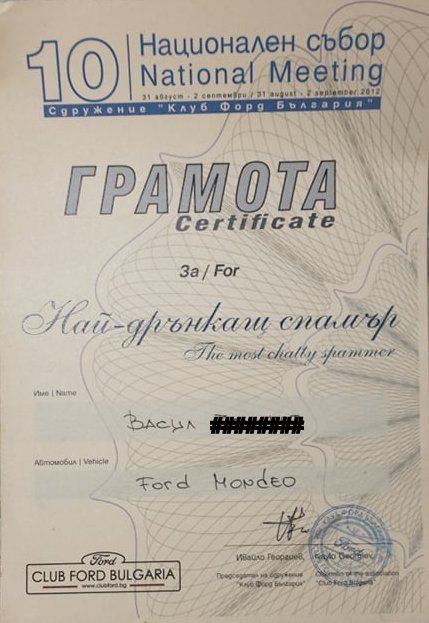 10
Национален събор
National Meeting
31 август - 2 септември / 31 august - 2 september 2012
Сдружение "Клуб Форд България"
ГРАМОТА
Certificate
За / For
Най-дрънкащ спамър
The most chatty spammer
Име | Name
Васил
Автомобил | Vehicle
Ford Mondeo
Ивайло Георгиев, Ivaylo Georgiev,
Председател на сдружение
"Клуб Форд България"
Chairman of the association
"Club Ford Bulgaria"
Ford
CLUB FORD BULGARIA
www.clubford.bg